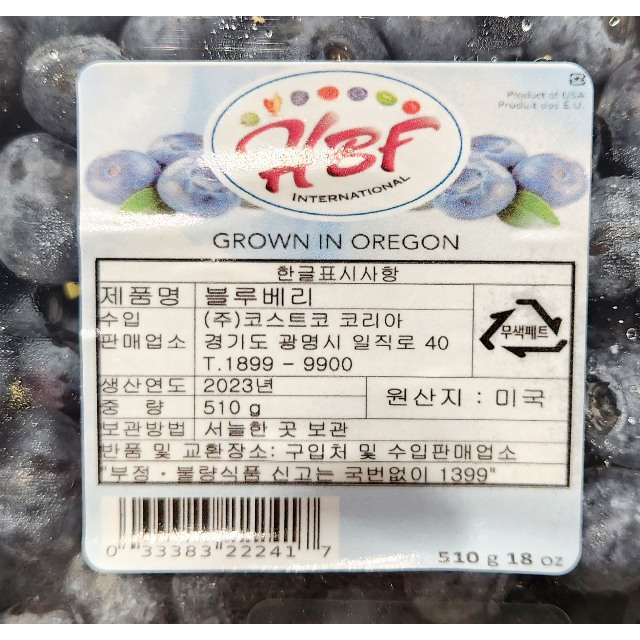 Product of USA
Produit des É.U.
HBF
INTERNATIONAL
GROWN IN OREGON
한글표시사항
제품명 블루베리
수입 판매업소 (주)코스트코 코리아
경기도 광명시 일직로 40
T.1899 - 9900
무색페트
생산연도 2023년
중 량 510 g
원산지 : 미국
보관방법 서늘한 곳 보관
반품 및 교환장소: 구입처 및 수입판매업소
"부정 · 불량식품 신고는 국번없이 1399"
0 33383 22241 7
510 g 18 oz